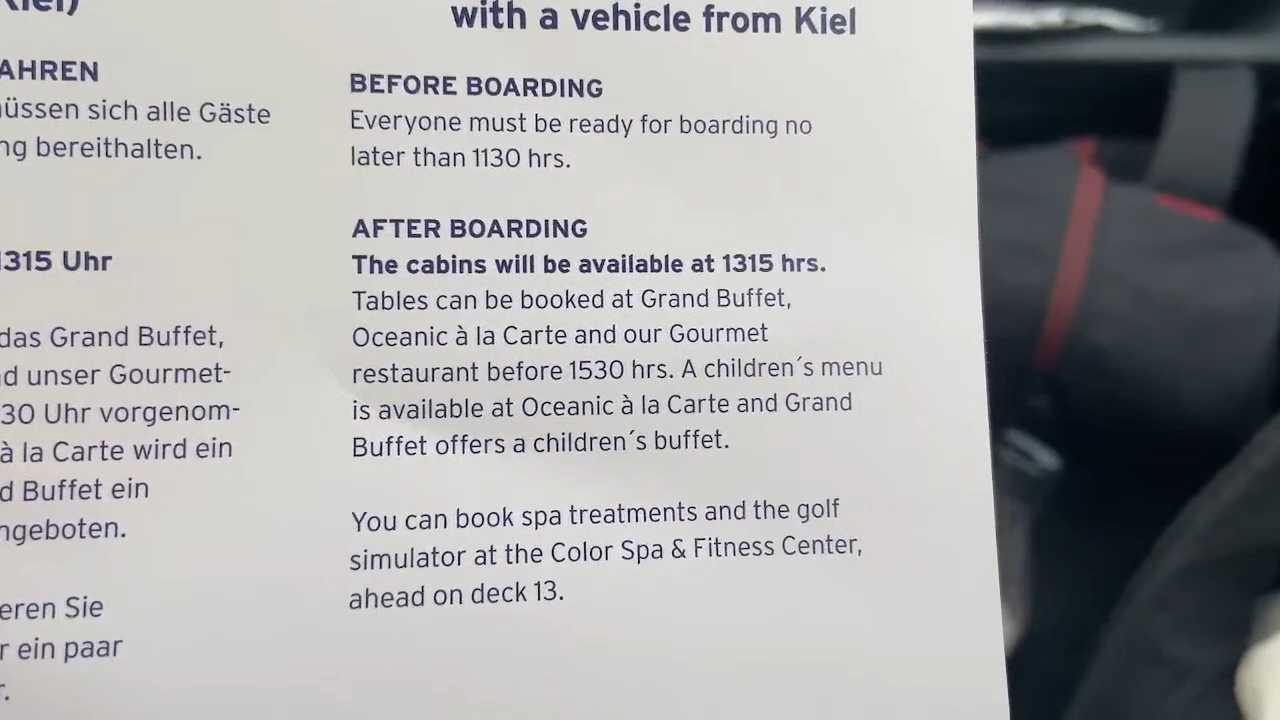 with a vehicle from Kiel
AHREN
müssen sich alle Gäste
ng bereithalten.
1315 Uhr
das Grand Buffet,
nd unser Gourmet-
30 Uhr vorgenom-
à la Carte wird ein
d Buffet ein
ngeboten.
eren Sie
r ein paar
r.
BEFORE BOARDING
Everyone must be ready for boarding no
later than 1130 hrs.
AFTER BOARDING
The cabins will be available at 1315 hrs.
Tables can be booked at Grand Buffet,
Oceanic à la Carte and our Gourmet
restaurant before 1530 hrs. A children´s menu
is available at Oceanic à la Carte and Grand
Buffet offers a children´s buffet.
You can book spa treatments and the golf
simulator at the Color Spa & Fitness Center,
ahead on deck 13.